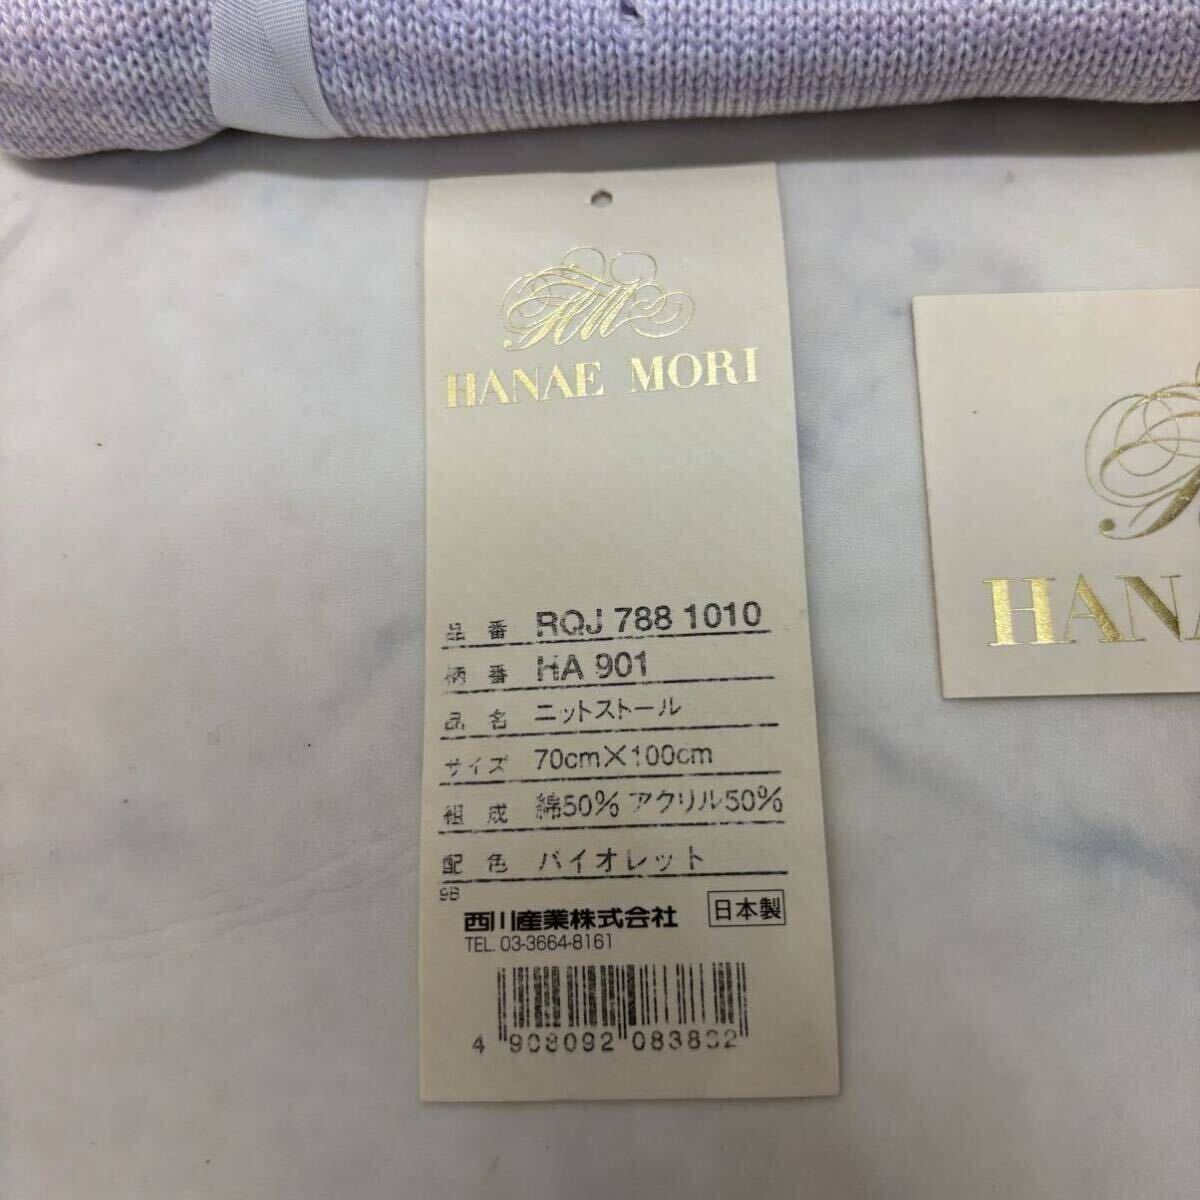 HANAE MORI
品番 RQJ 788 1010
柄番 HA 901
品名 ニットストール
サイズ 70cm×100cm
組成 綿50% アクリル50%
配色 バイオレット
9B
西川産業株式会社 日本製
TEL. 03-3664-8161
4 908092
HANA